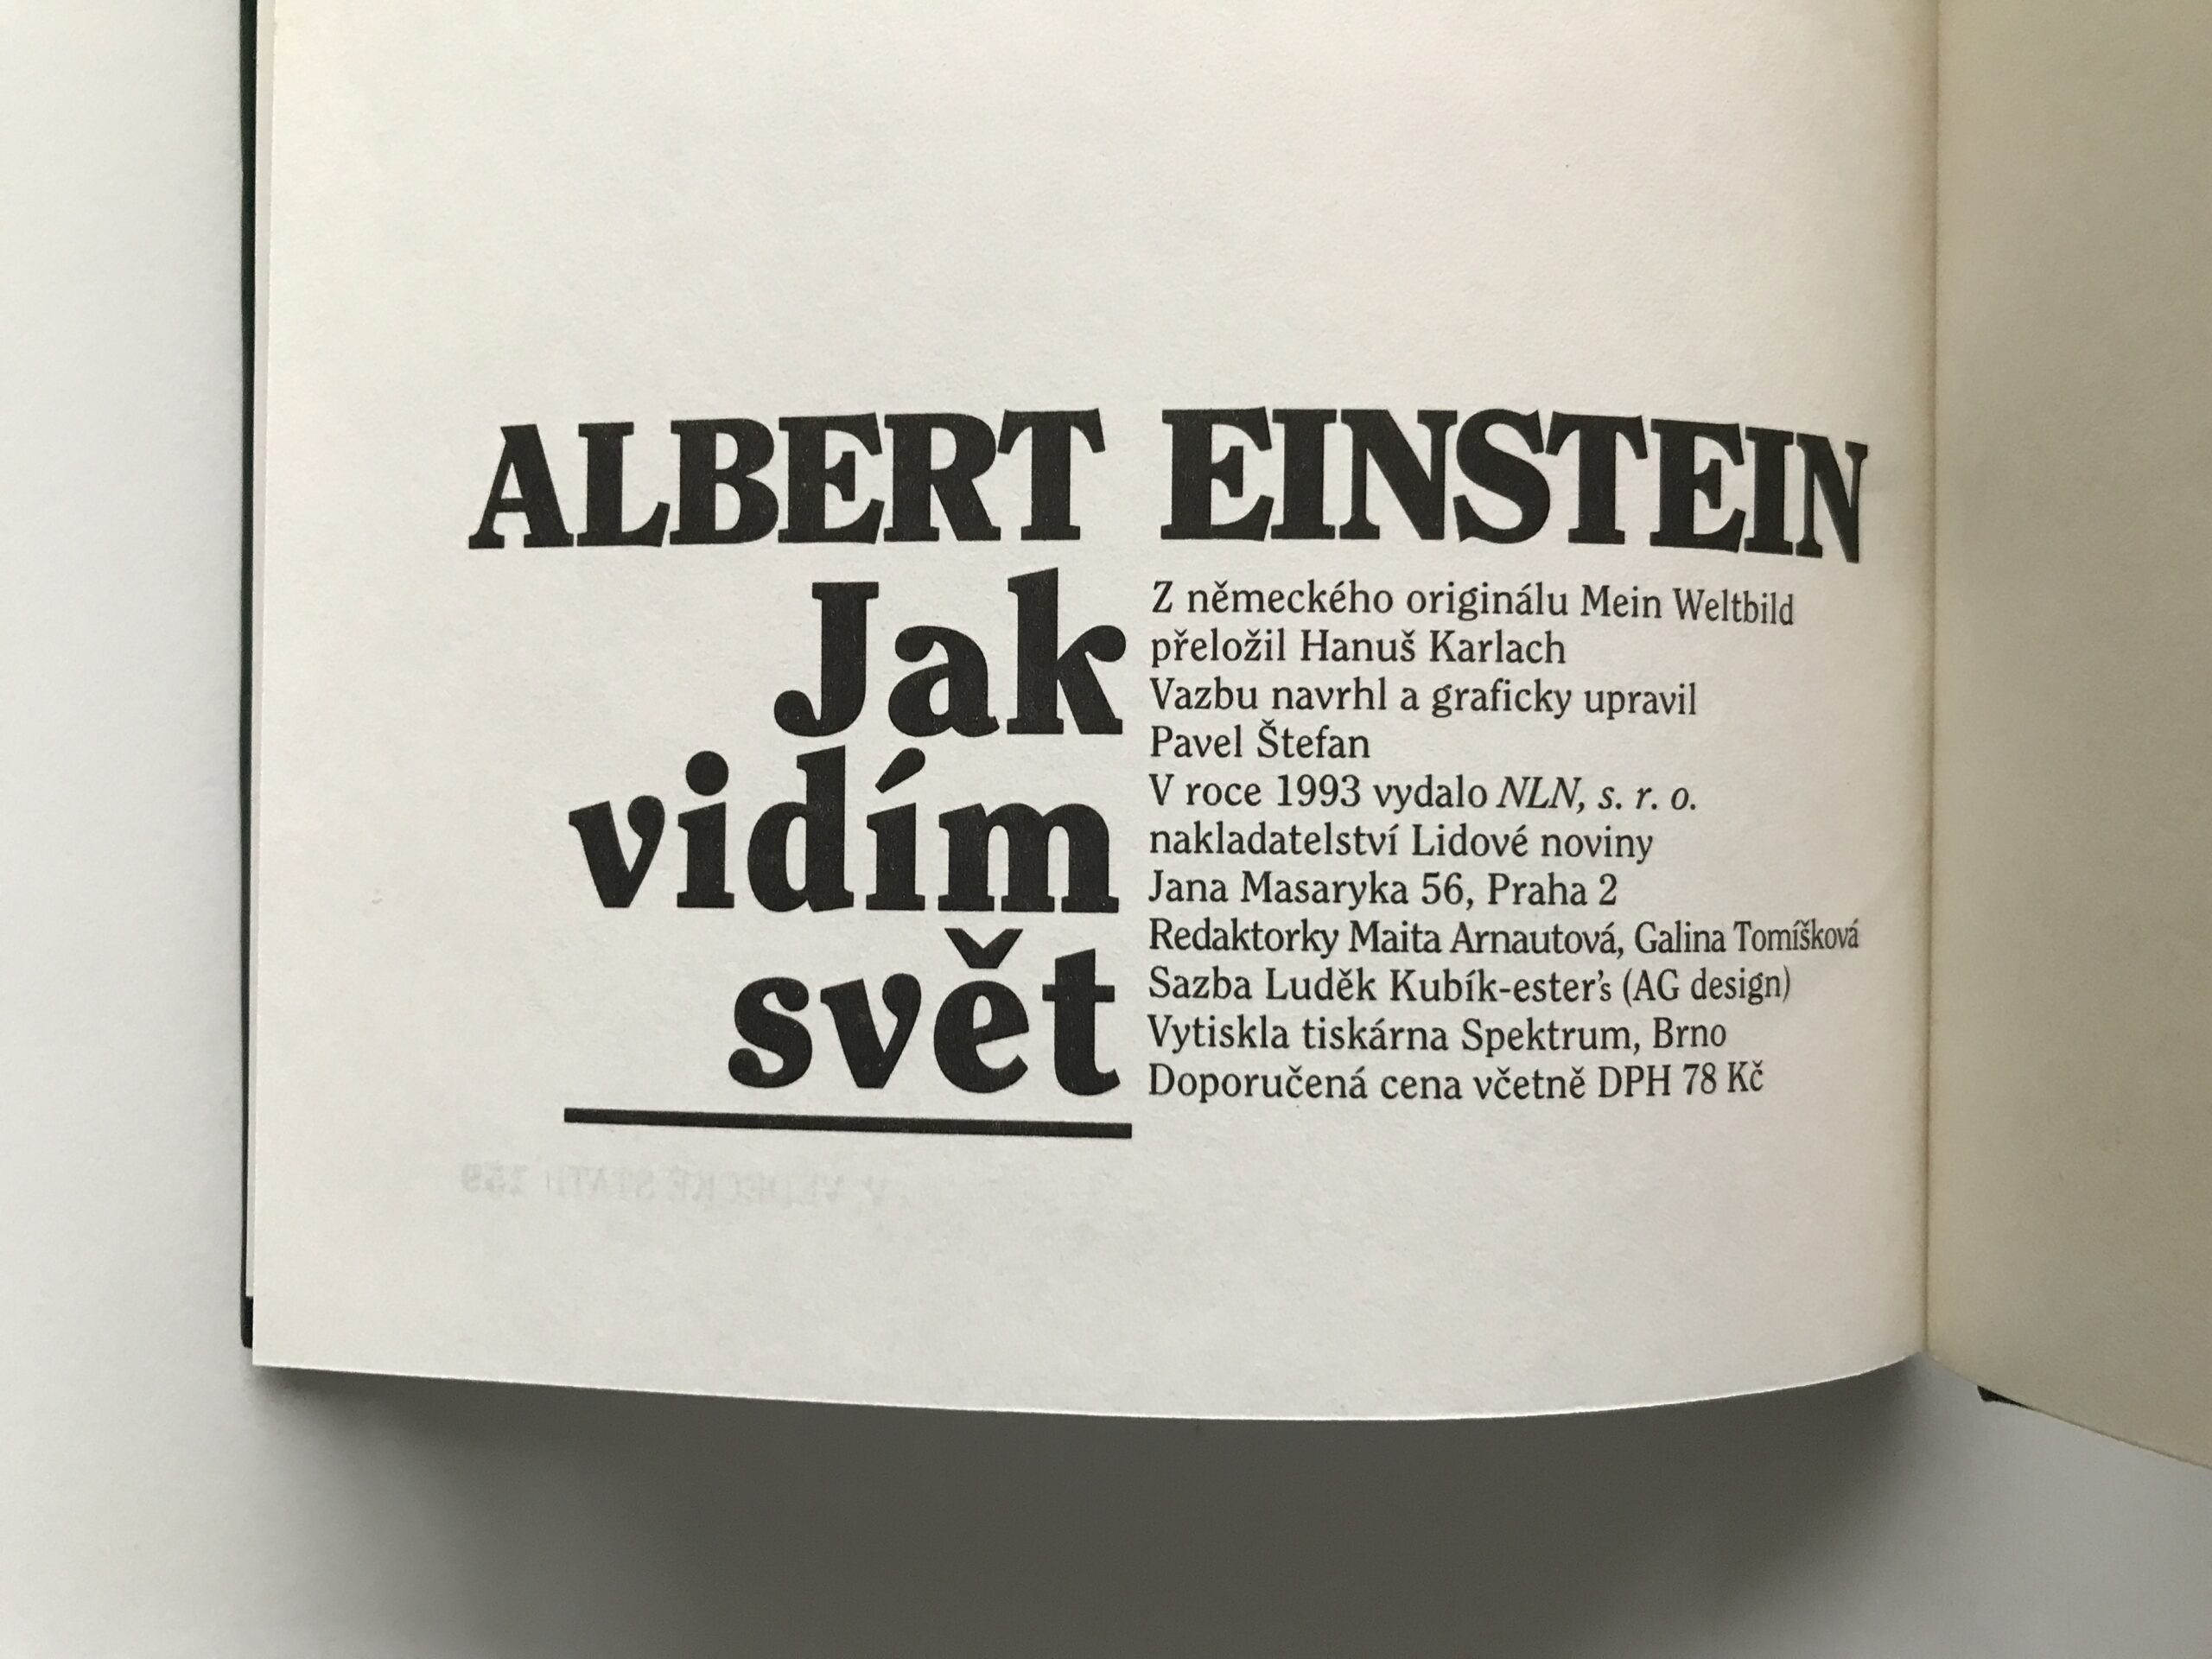 ALBERT EINSTEIN
Jak
vidím
svět
Z německého originálu Mein Weltbild
přeložil Hanuš Karlach
Vazbu navrhl a graficky upravil
Pavel Štefan
V roce 1993 vydalo NLN, s. r. o.
nakladatelství Lidové noviny
Jana Masaryka 56, Praha 2
Redaktorky Maita Arnautová, Galina Tomíšková
Sazba Luděk Kubík-ester's (AG design)
Vytiskla tiskárna Spektrum, Brno
Doporučená cena včetně DPH 78 Kč